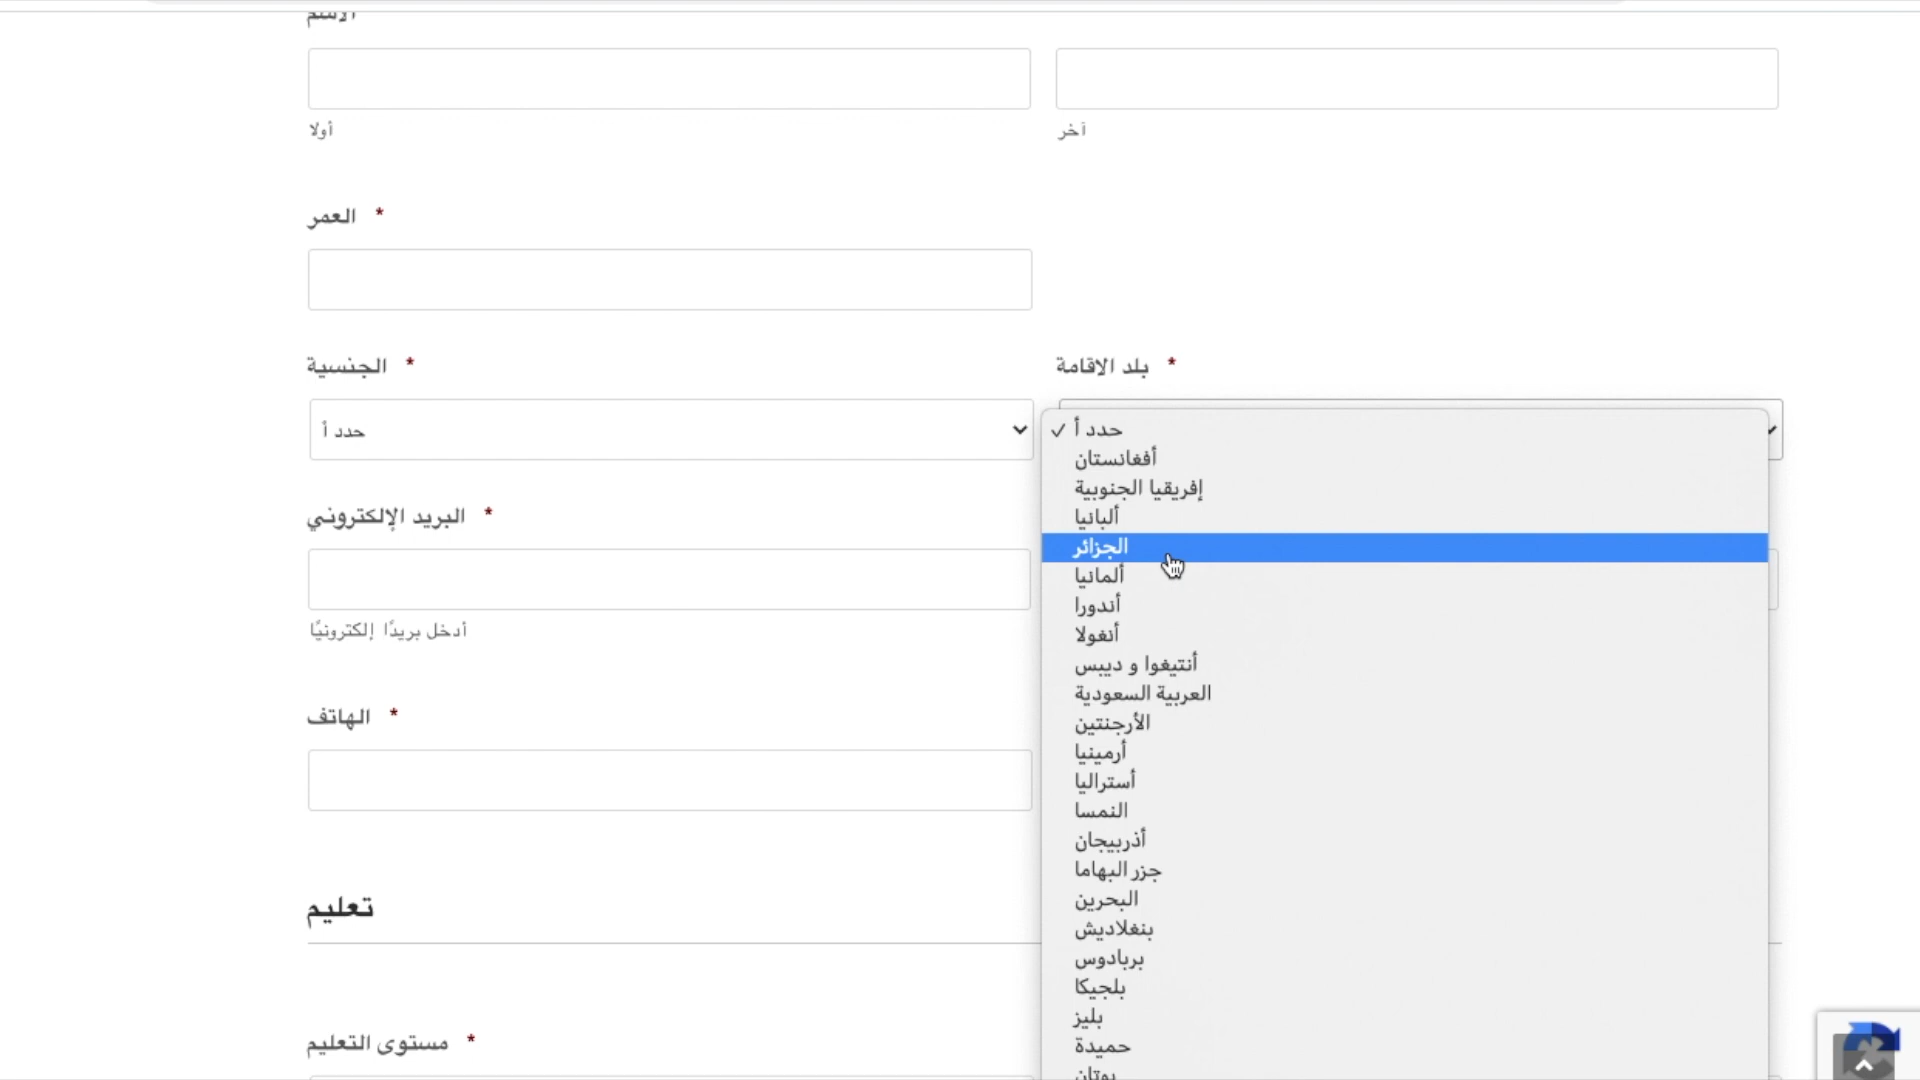 الاسم
أولا
آخر
العمر *
الجنسية *
بلد الاقامة *
حدد أ
البريد الإلكتروني *
أدخل بريدًا إلكترونيًا
الهاتف *
تعليم
مستوى التعليم *
✓ حدد أ
أفغانستان
إفريقيا الجنوبية
ألبانيا
الجزائر
ألمانيا
أندورا
أنغولا
أنتيغوا و ديبس
العربية السعودية
الأرجنتين
أرمينيا
أستراليا
النمسا
أذربيجان
جزر البهاما
البحرين
بنغلاديش
بربادوس
بلجيكا
بليز
حميدة
بوتان